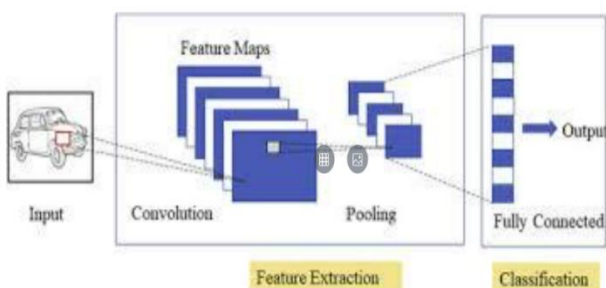 Feature Maps
Output
Input
Convolution
Pooling
Fully Connected
Feature Extraction
Classification